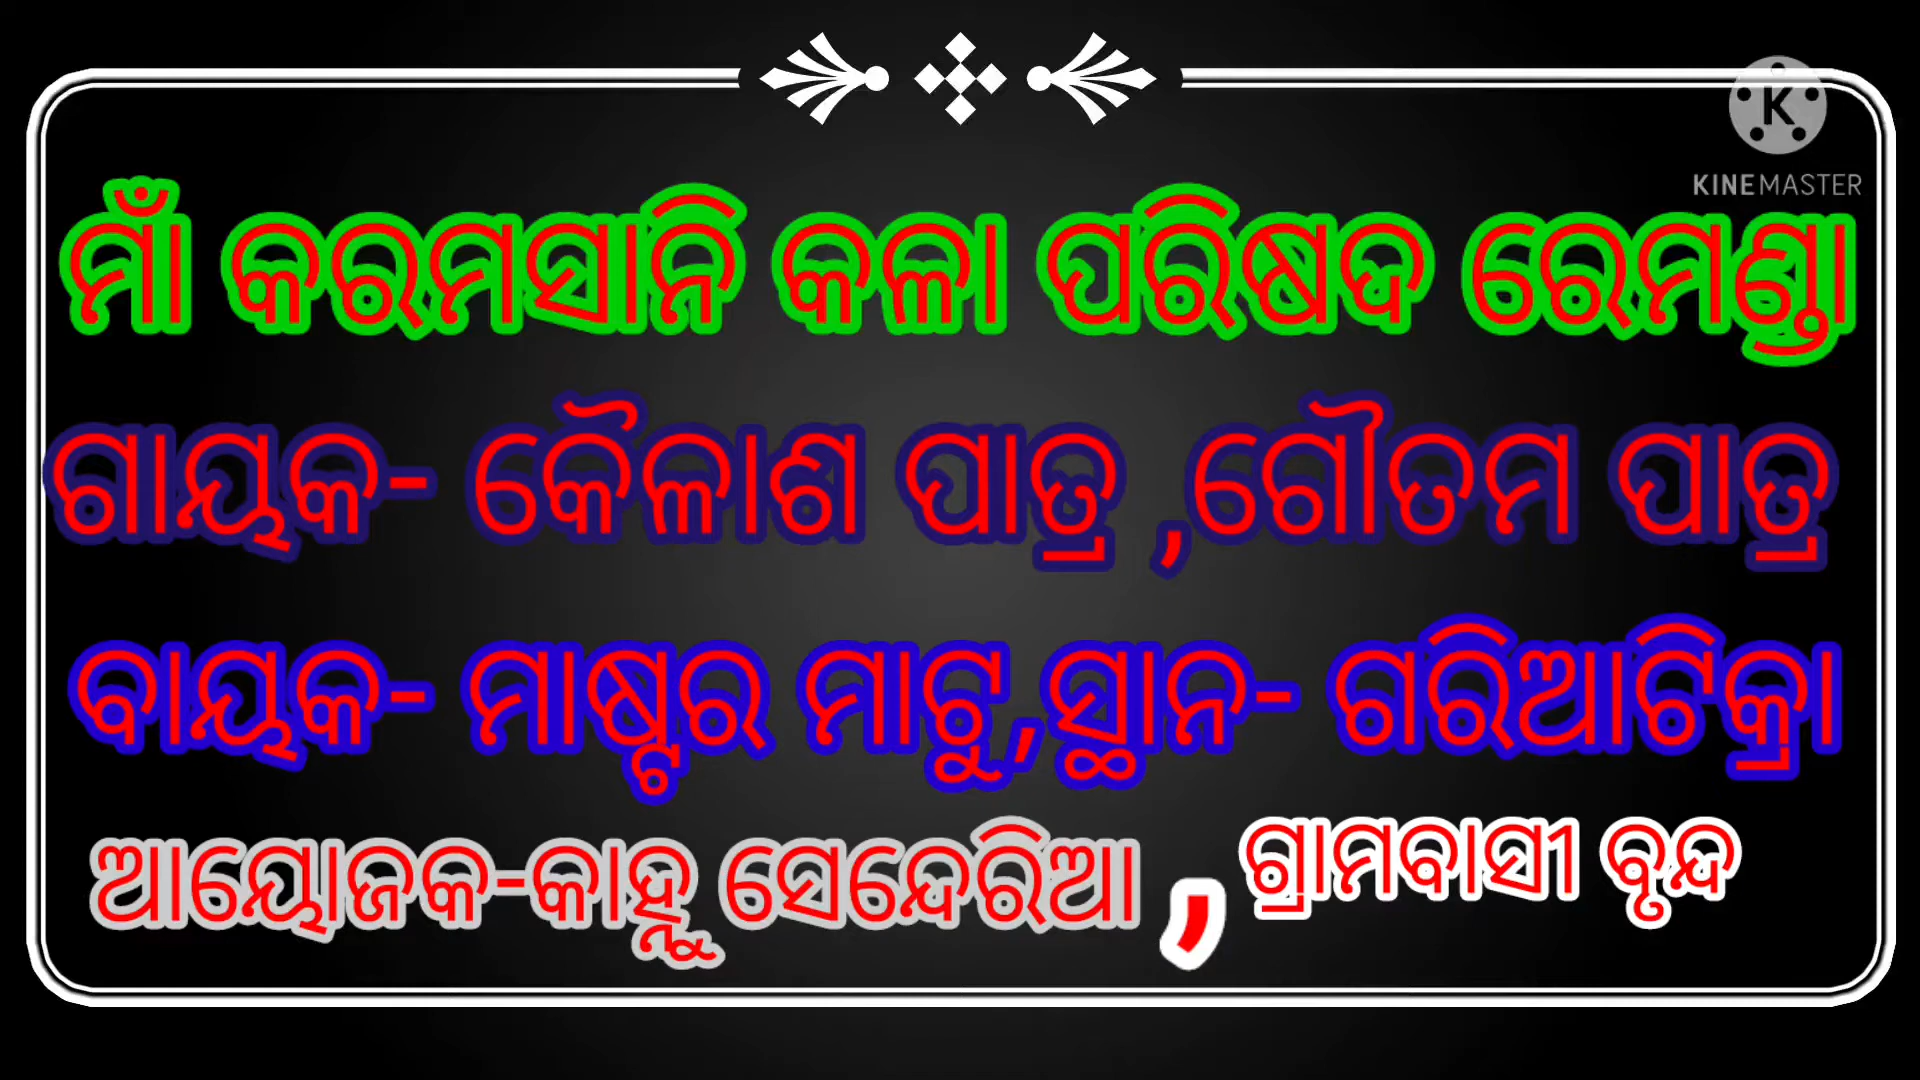 KINEMASTER
ମାଁ କରମସାନି କଳା ପରିଷଦ ରେମଣ୍ଡା
ଗାୟକ- କୈଳାଶ ପାତ୍ର ,ଗୌତମ ପାତ୍ର
ବାୟକ- ମାଷ୍ଟର ମାଟୁ,ସ୍ଥାନ- ଗରିଆଟିକ୍ରା
ଆୟୋଜକ-କାହ୍ନୁ ସେନ୍ଦେରିଆ , ଗ୍ରାମବାସୀ ବୃନ୍ଦ